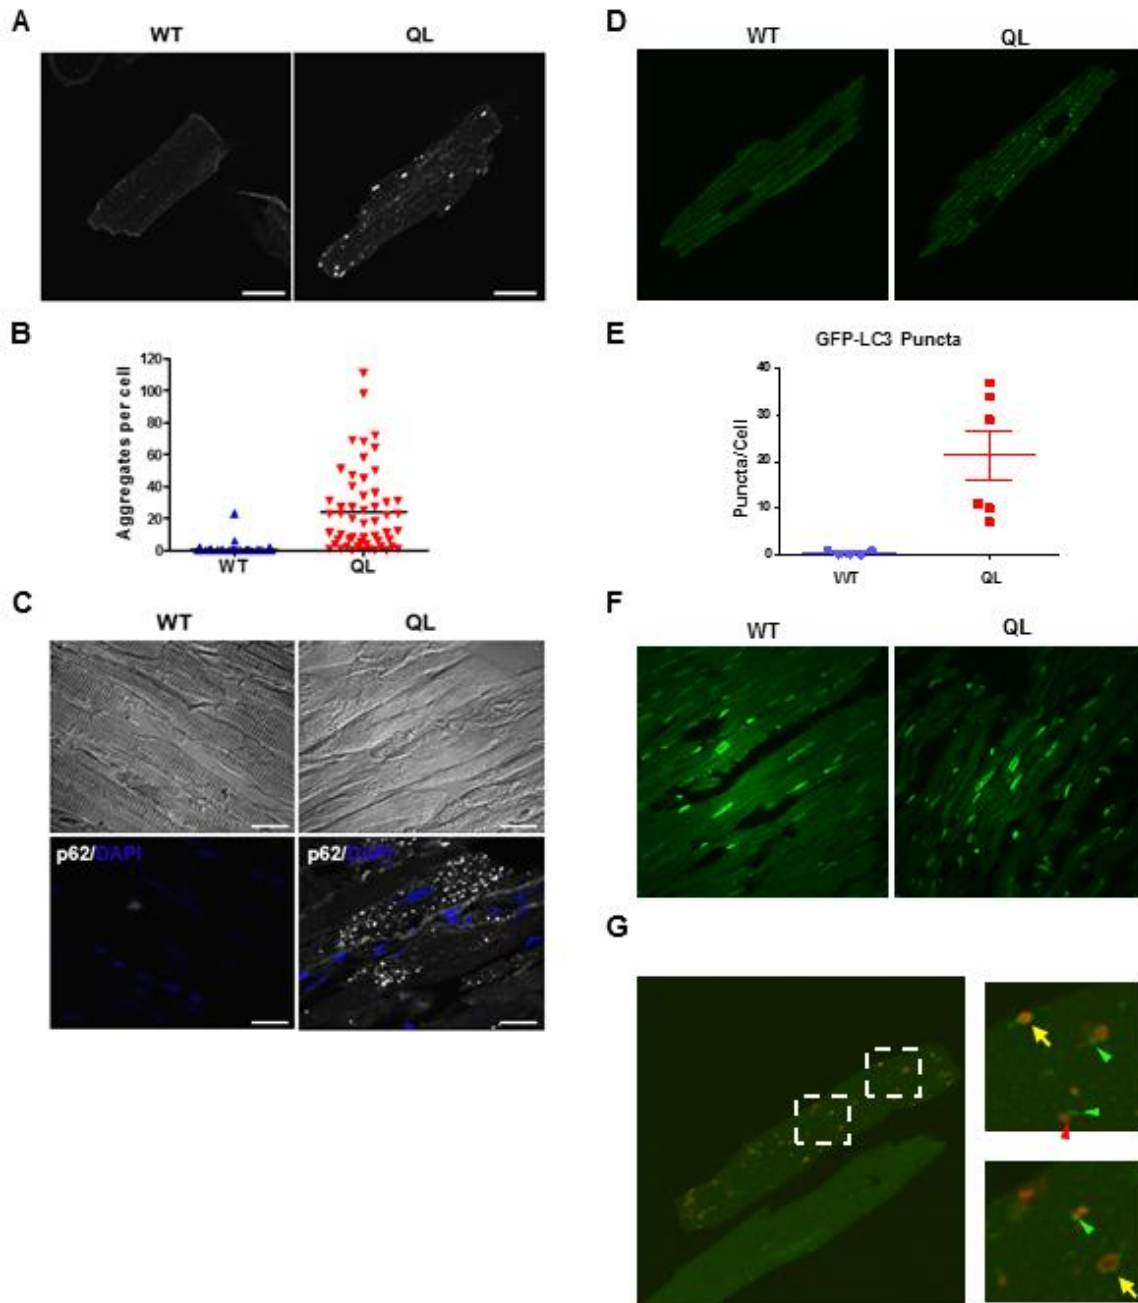 A
WT QL
B
Aggregates per cell
120
100
80
60
40
20
0
WT QL
C
WT QL
p62/DAPI p62/DAPI
D
WT QL
E
GFP-LC3 Puncta
Puncta/Cell
40
30
20
10
0
WT QL
F
WT QL
G